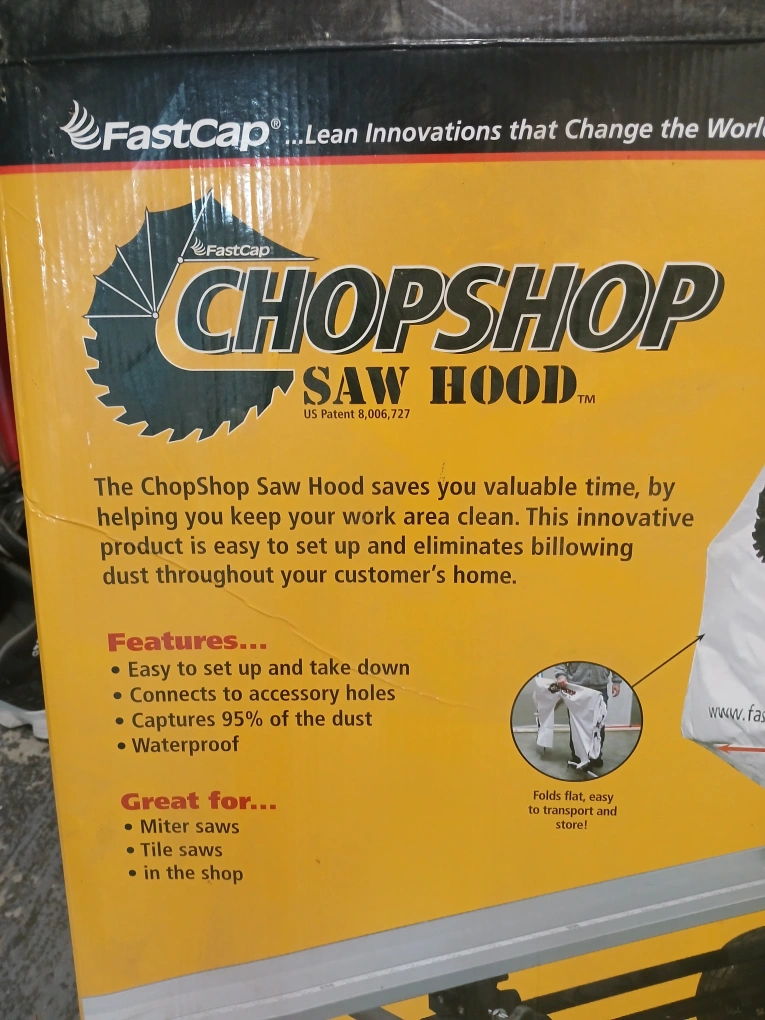 FastCap® ...Lean Innovations that Change the
FastCap
CHOPSHOP
SAW HOOD™
US Patent 8,006,727
The ChopShop Saw Hood saves you valuable time, by
helping you keep your work area clean. This innovative
product is easy to set up and eliminates billowing
dust throughout your customer's home.
Features...
• Easy to set up and take down
• Connects to accessory holes
• Captures 95% of the dust
• Waterproof
Great for...
• Miter saws
• Tile saws
• in the shop
CHOPSHOP
Folds flat, easy
to transport and
store!